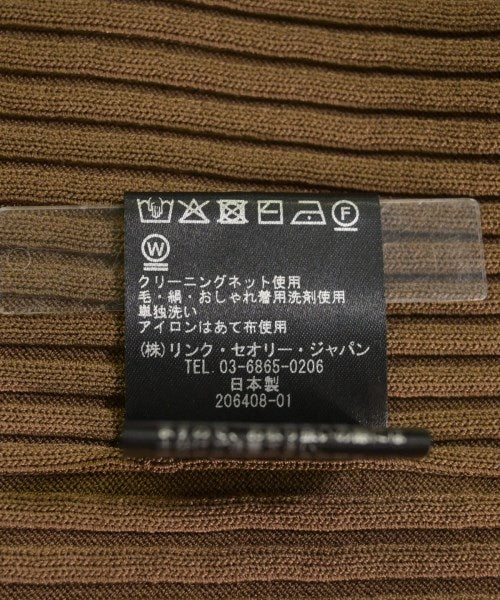 F
W
クリーニングネット使用
毛・絹・おしゃれ着用洗剤使用
単独洗い
アイロンはあて布使用
(株)リンク・セオリー・ジャパン
TEL. 03-6865-0206
日本製
206408-01